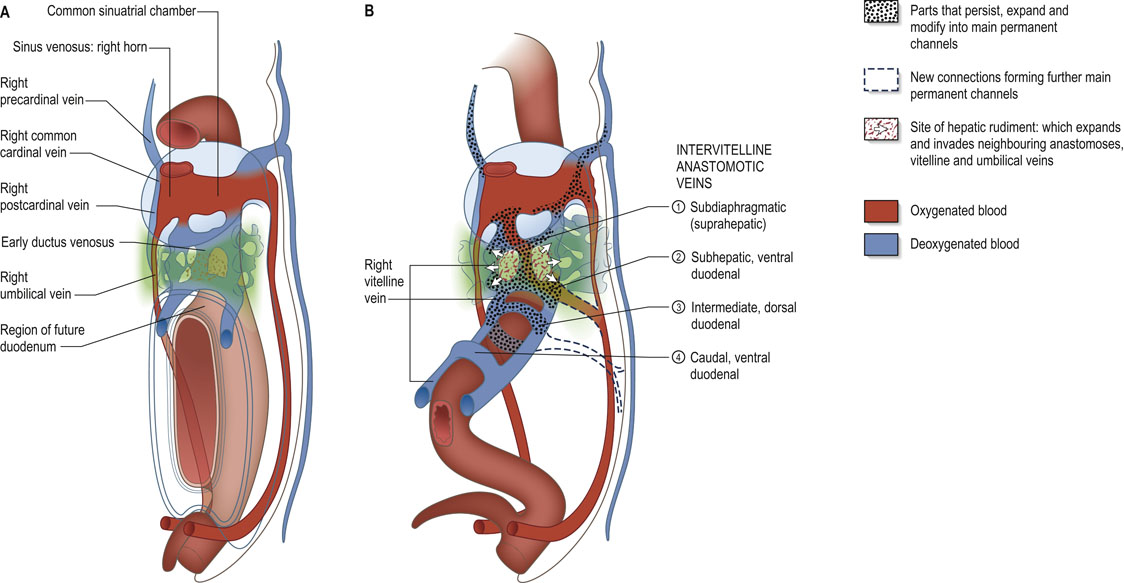 A
Common sinuatrial chamber
Sinus venosus: right horn
Right
precardinal vein
Right common
cardinal vein
Right
postcardinal vein
Early ductus venosus
Right
umbilical vein
Region of future
duodenum
B
Right
vitelline
vein
INTERVITELLINE
ANASTOMOTIC
VEINS
1 Subdiaphragmatic
(suprahepatic)
2 Subhepatic, ventral
duodenal
3 Intermediate, dorsal
duodenal
4 Caudal, ventral
duodenal
Parts that persist, expand and
modify into main permanent
channels
New connections forming further main
permanent channels
Site of hepatic rudiment: which expands
and invades neighbouring anastomoses,
vitelline and umbilical veins
Oxygenated blood
Deoxygenated blood